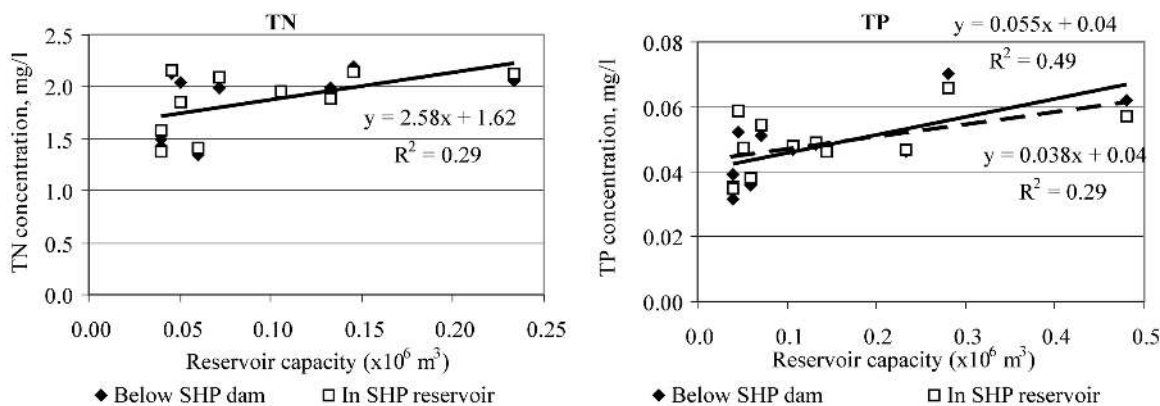 TN
2.5
2.0
1.5
1.0
0.5
0.0
TN concentration, mg/l
y = 2.58x + 1.62
R² = 0.29
0.00 0.05 0.10 0.15 0.20 0.25
Reservoir capacity (x10⁶ m³)
◆ Below SHP dam □ In SHP reservoir
TP
y = 0.055x + 0.04
R² = 0.49
0.08
0.06
0.04
0.02
0.00
TP concentration, mg/l
y = 0.038x + 0.04
R² = 0.29
0.0 0.1 0.2 0.3 0.4 0.5
Reservoir capacity (x10⁶ m³)
◆ Below SHP dam □ In SHP reservoir